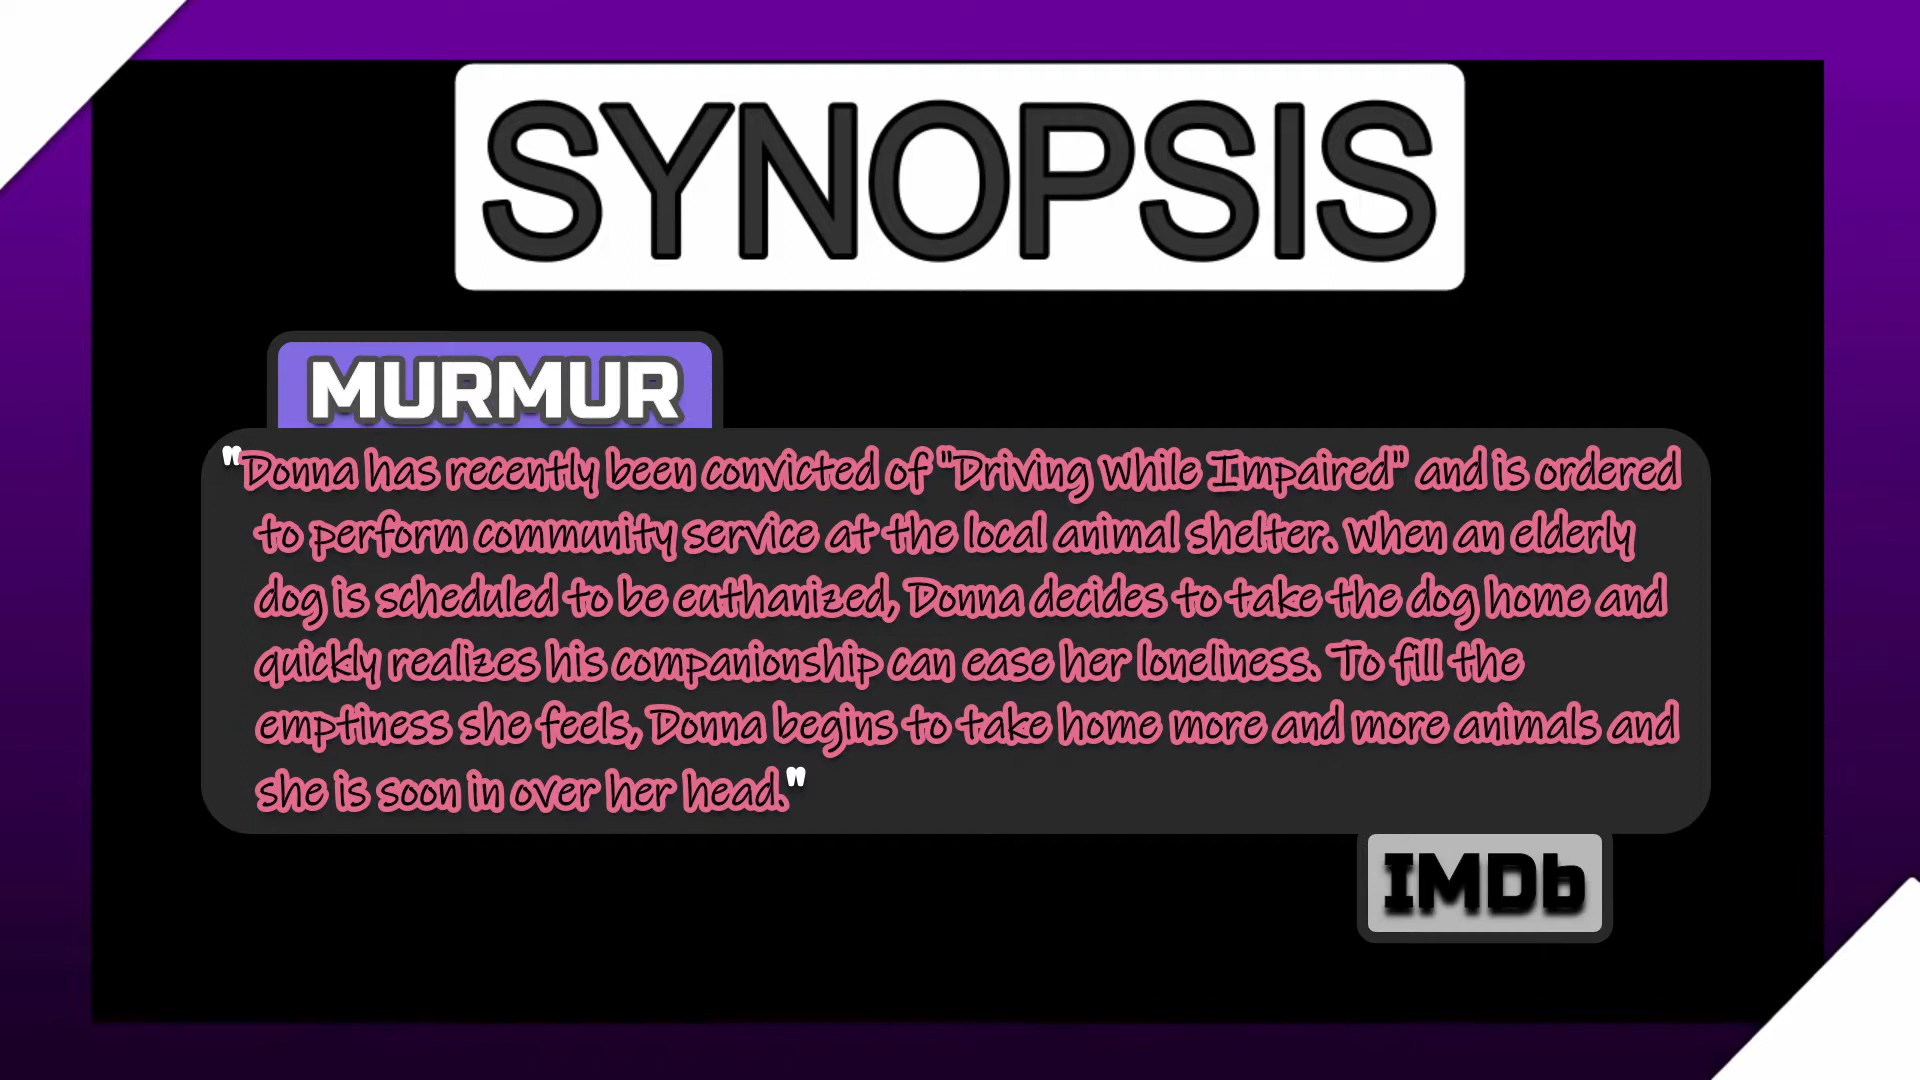 SYNOPSIS
MURMUR
"Donna has recently been convicted of "Driving While Impaired" and is ordered
to perform community service at the local animal shelter. When an elderly
dog is scheduled to be euthanized, Donna decides to take the dog home and
quickly realizes his companionship can ease her loneliness. To fill the
emptiness she feels, Donna begins to take home more and more animals and
she is soon in over her head."
IMDb